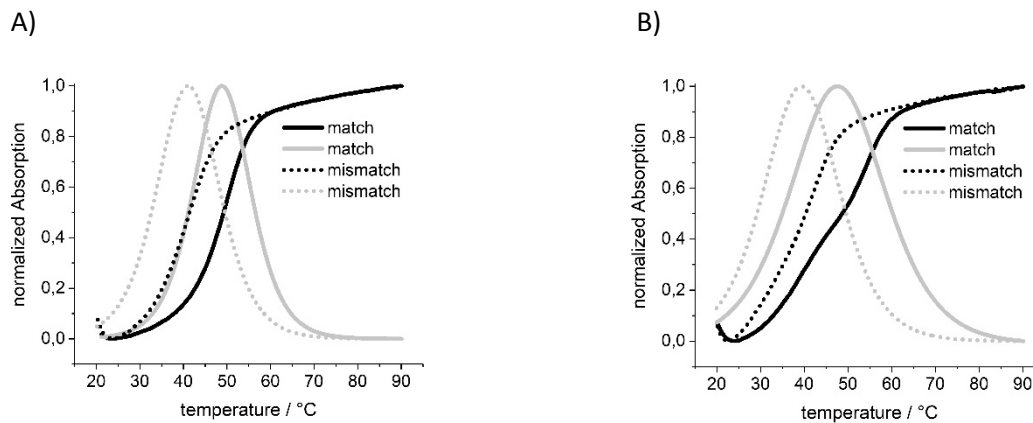 A)
normalized Absorption
1,0
0,8
0,6
0,4
0,2
0,0
match
match
mismatch
mismatch
20 30 40 50 60 70 80 90
temperature / °C
B)
normalized Absorption
1,0
0,8
0,6
0,4
0,2
0,0
match
match
mismatch
mismatch
20 30 40 50 60 70 80 90
temperature / °C